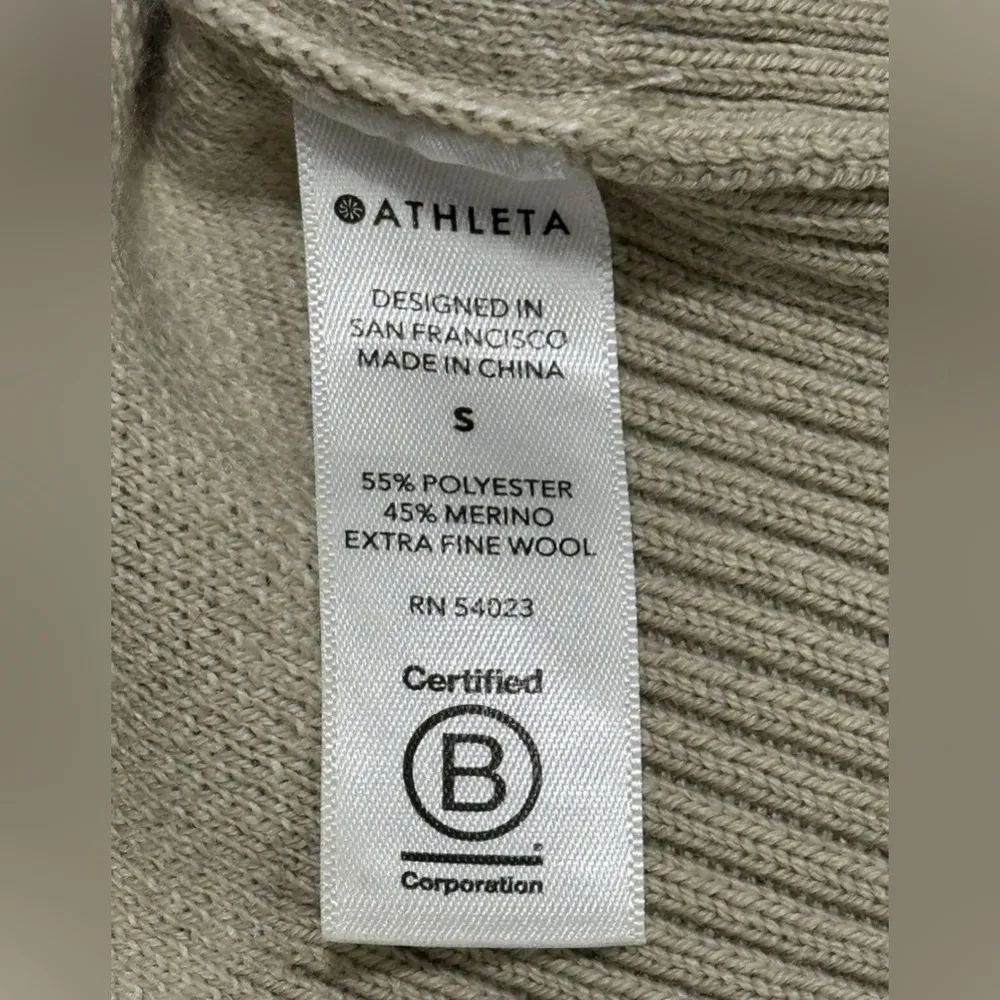 ATHLETA
DESIGNED IN
SAN FRANCISCO
MADE IN CHINA
S
55% POLYESTER
45% MERINO
EXTRA FINE WOOL
RN 54023
Certified
B
Corporation